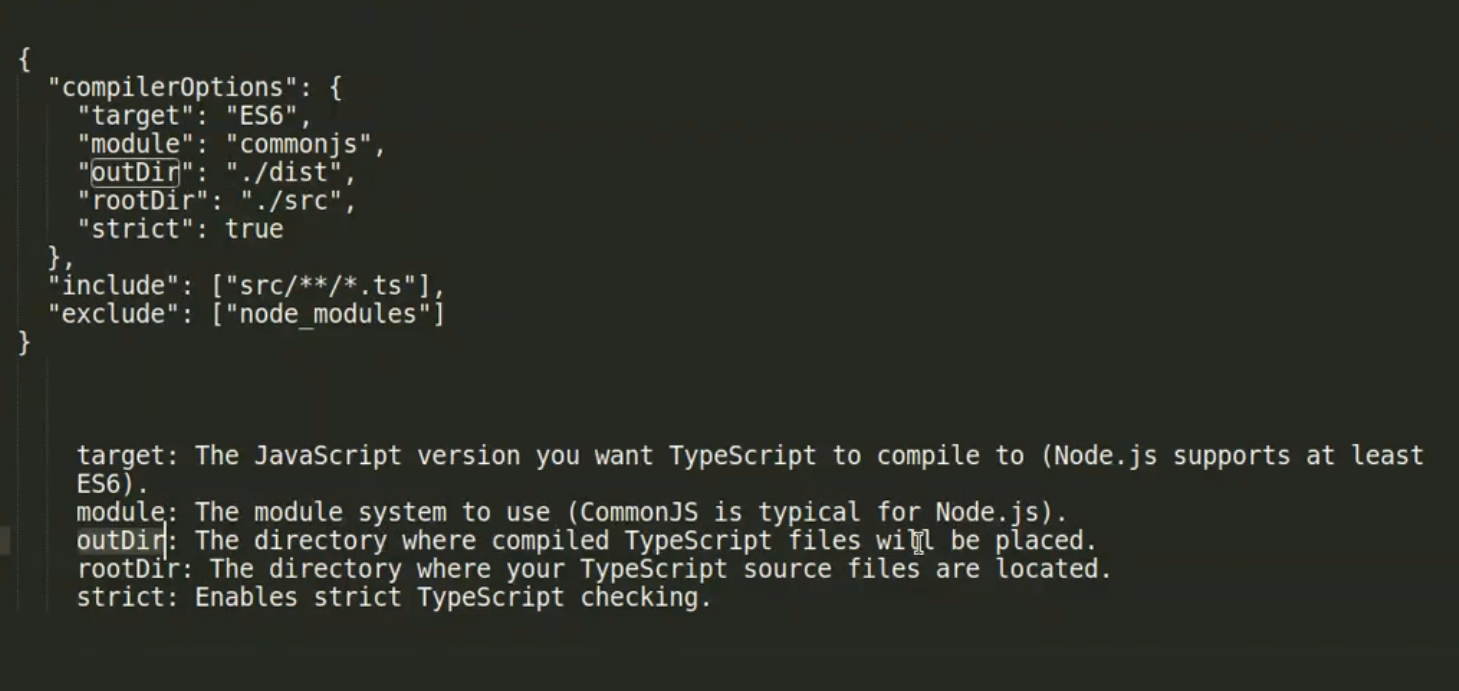 {
  "compilerOptions": {
    "target": "ES6",
    "module": "commonjs",
    "outDir": "./dist",
    "rootDir": "./src",
    "strict": true
  },
  "include": ["src/**/*.ts"],
  "exclude": ["node_modules"]
}
target: The JavaScript version you want TypeScript to compile to (Node.js supports at least
ES6).
module: The module system to use (CommonJS is typical for Node.js).
outDir: The directory where compiled TypeScript files will be placed.
rootDir: The directory where your TypeScript source files are located.
strict: Enables strict TypeScript checking.